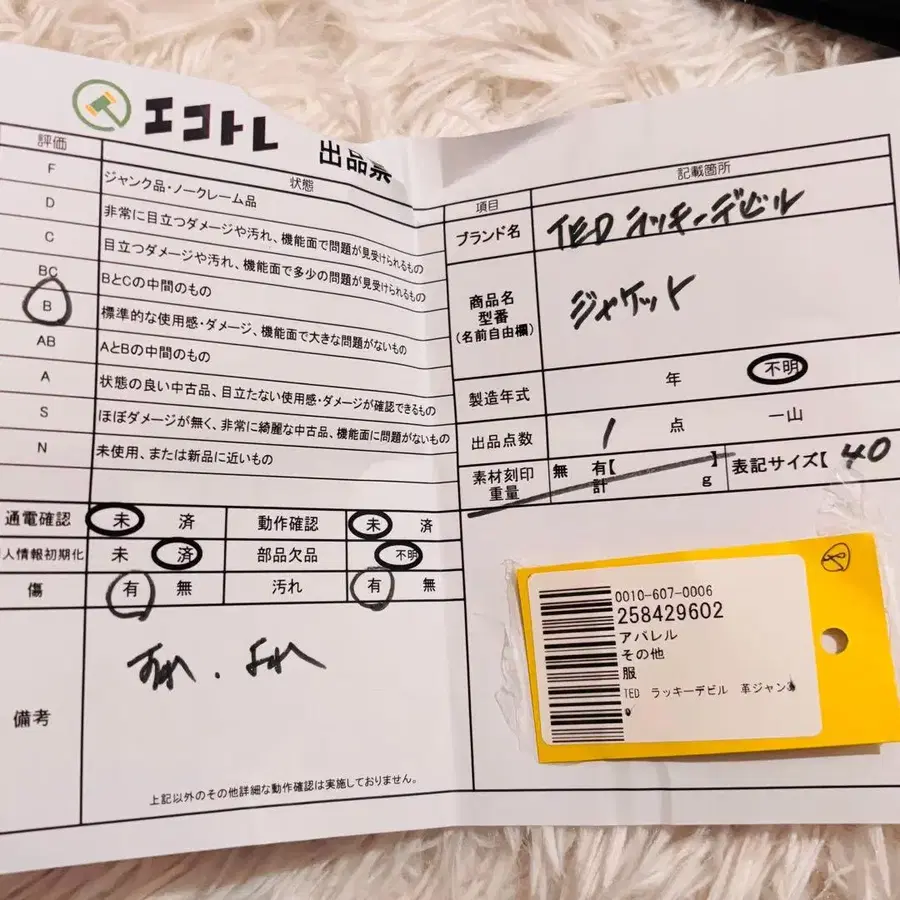 エコトレ 出品票
評価 状態
F ジャンク品・ノークレーム品
D 非常に目立つダメージや汚れ、機能面で問題が見受けられるもの
C 目立つダメージや汚れ、機能面で多少の問題が見受けられるもの
BC BとCの中間のもの
B 標準的な使用感・ダメージ、機能面で大きな問題がないもの
AB AとBの中間のもの
A 状態の良い中古品、目立たない使用感・ダメージが確認できるもの
S ほぼダメージが無く、非常に綺麗な中古品、機能面に問題がないもの
N 未使用、または新品に近いもの
通電確認 未 済 動作確認 未 済
人情報初期化 未 済 部品欠品 不明
傷 有 無 汚れ 有 無
備考 すれ.よれ
上記以外のその他詳細な動作確認は実施しておりません。
項目 記載箇所
ブランド名 TED ラッキーデビル
商品名
型番
(名前自由欄)
ジャケット
製造年式 年 不明
出品点数 1 点 一山
素材刻印
重量
無 有【 】
計 g
表記サイズ【 40
0010-607-0006
258429602
アパレル
その他
服
TED ラッキーデビル 革ジャン